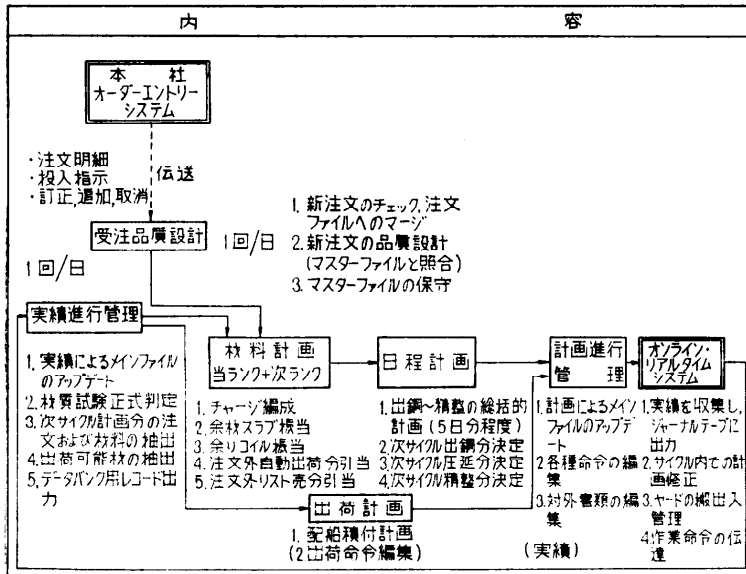 内 容
本 社
オーダーエントリー
システム
・注文明細
・投入指示
・訂正,追加,取消
伝送
受注品質設計
1回/日
1回/日
1. 新注文のチェック,注文
ファイルへのマージ
2. 新注文の品質設計
(マスターファイルと照合)
3. マスターファイルの保守
実績進行管理
1. 実績によるメインファイル
のアップデート
2. 材質試験正式判定
3. 次サイクル計画分の注
文および材料の抽出
4. 出荷可能材の抽出
5. データバンク用レコード出
力
材料計画
当ランク+次ランク
1. チャージ編成
2. 余材スラブ振当
3. 余りコイル振当
4. 注文外自動出荷分引当
5. 注文外リスト売分引当
日程計画
1. 出鋼~精整の総括的
計画(5日分程度)
2. 次サイクル出鋼分決定
3. 次サイクル圧延分決定
4. 次サイクル精整分決定
出荷計画
1. 配船積付計画
(2 出荷命令編集)
計画進行
管理
1. 計画によるメイン
ファイルのアップデ
ート
2 各種命令の編
集
3. 対外書類の編
集
(実績)
オンライン・
リアルタイム
システム
1. 実績を収集し,
ジャーナルテープに
出力
2. サイクル内での計
画修正
3. ヤードの搬出入
管理
4. 作業命令の伝
達